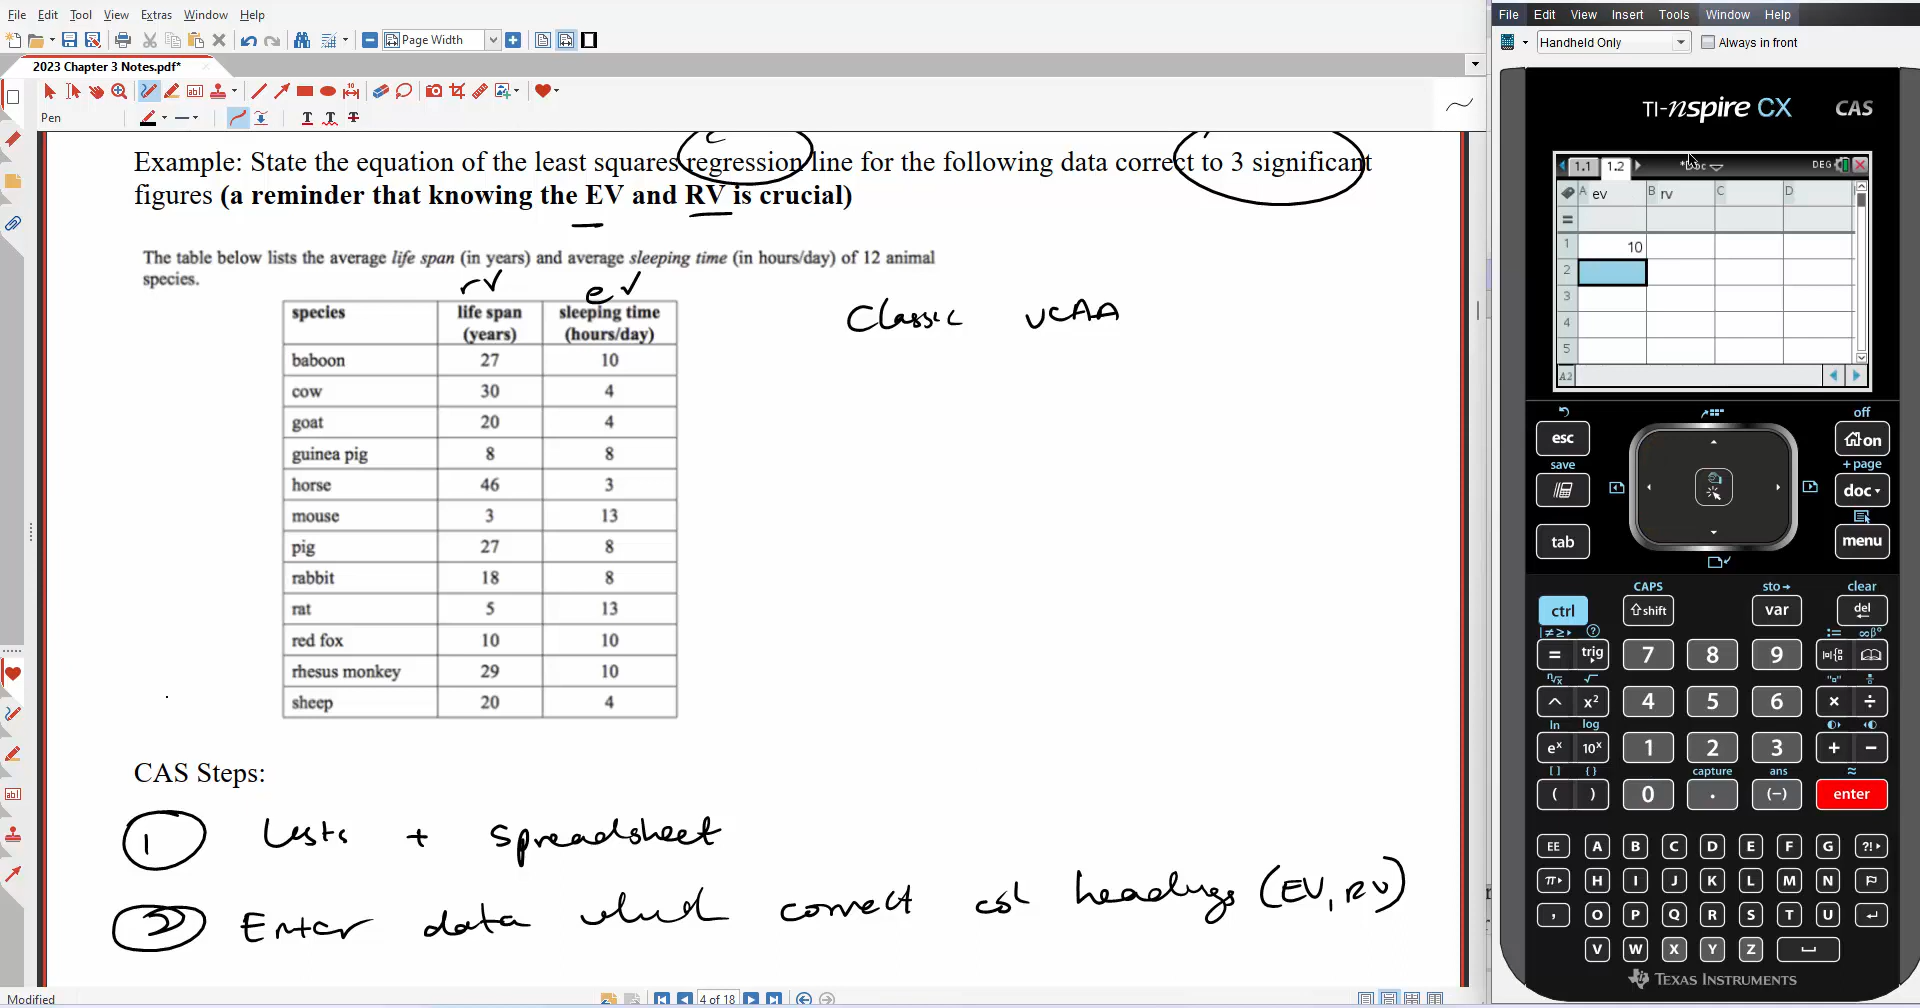 File Edit Tool View Extras Window Help
Page Width
2023 Chapter 3 Notes.pdf*
Pen
Example: State the equation of the least squares regression line for the following data correct to 3 significant
figures (a reminder that knowing the EV and RV is crucial)
The table below lists the average life span (in years) and average sleeping time (in hours/day) of 12 animal
species.
rv ev
species life span (years) sleeping time (hours/day)
baboon 27 10
cow 30 4
goat 20 4
guinea pig 8 8
horse 46 3
mouse 3 13
pig 27 8
rabbit 18 8
rat 5 13
red fox 10 10
rhesus monkey 29 10
sheep 20 4
Classic VCAA
CAS Steps:
1 Lists + Spreadsheet
2 Enter data correct col headings (EV, RV)
Modified
4 of 18
File Edit View Insert Tools Window Help
Handheld Only Always in front
TI-nspire CX CAS
1.1 1.2 *Doc DEG
A ev B rv C D
=
1 10
2
3
4
5
A2
off
esc on
save + page
doc
tab menu
CAPS sto→ clear
ctrl shift var del
= trig 7 8 9
^ x² 4 5 6 × ÷
ln log
eˣ 10ˣ 1 2 3 + −
[ ] { } capture ans ≈
( ) 0 . (−) enter
EE A B C D E F G ?!
π H I J K L M N
, O P Q R S T U
V W X Y Z
TEXAS INSTRUMENTS